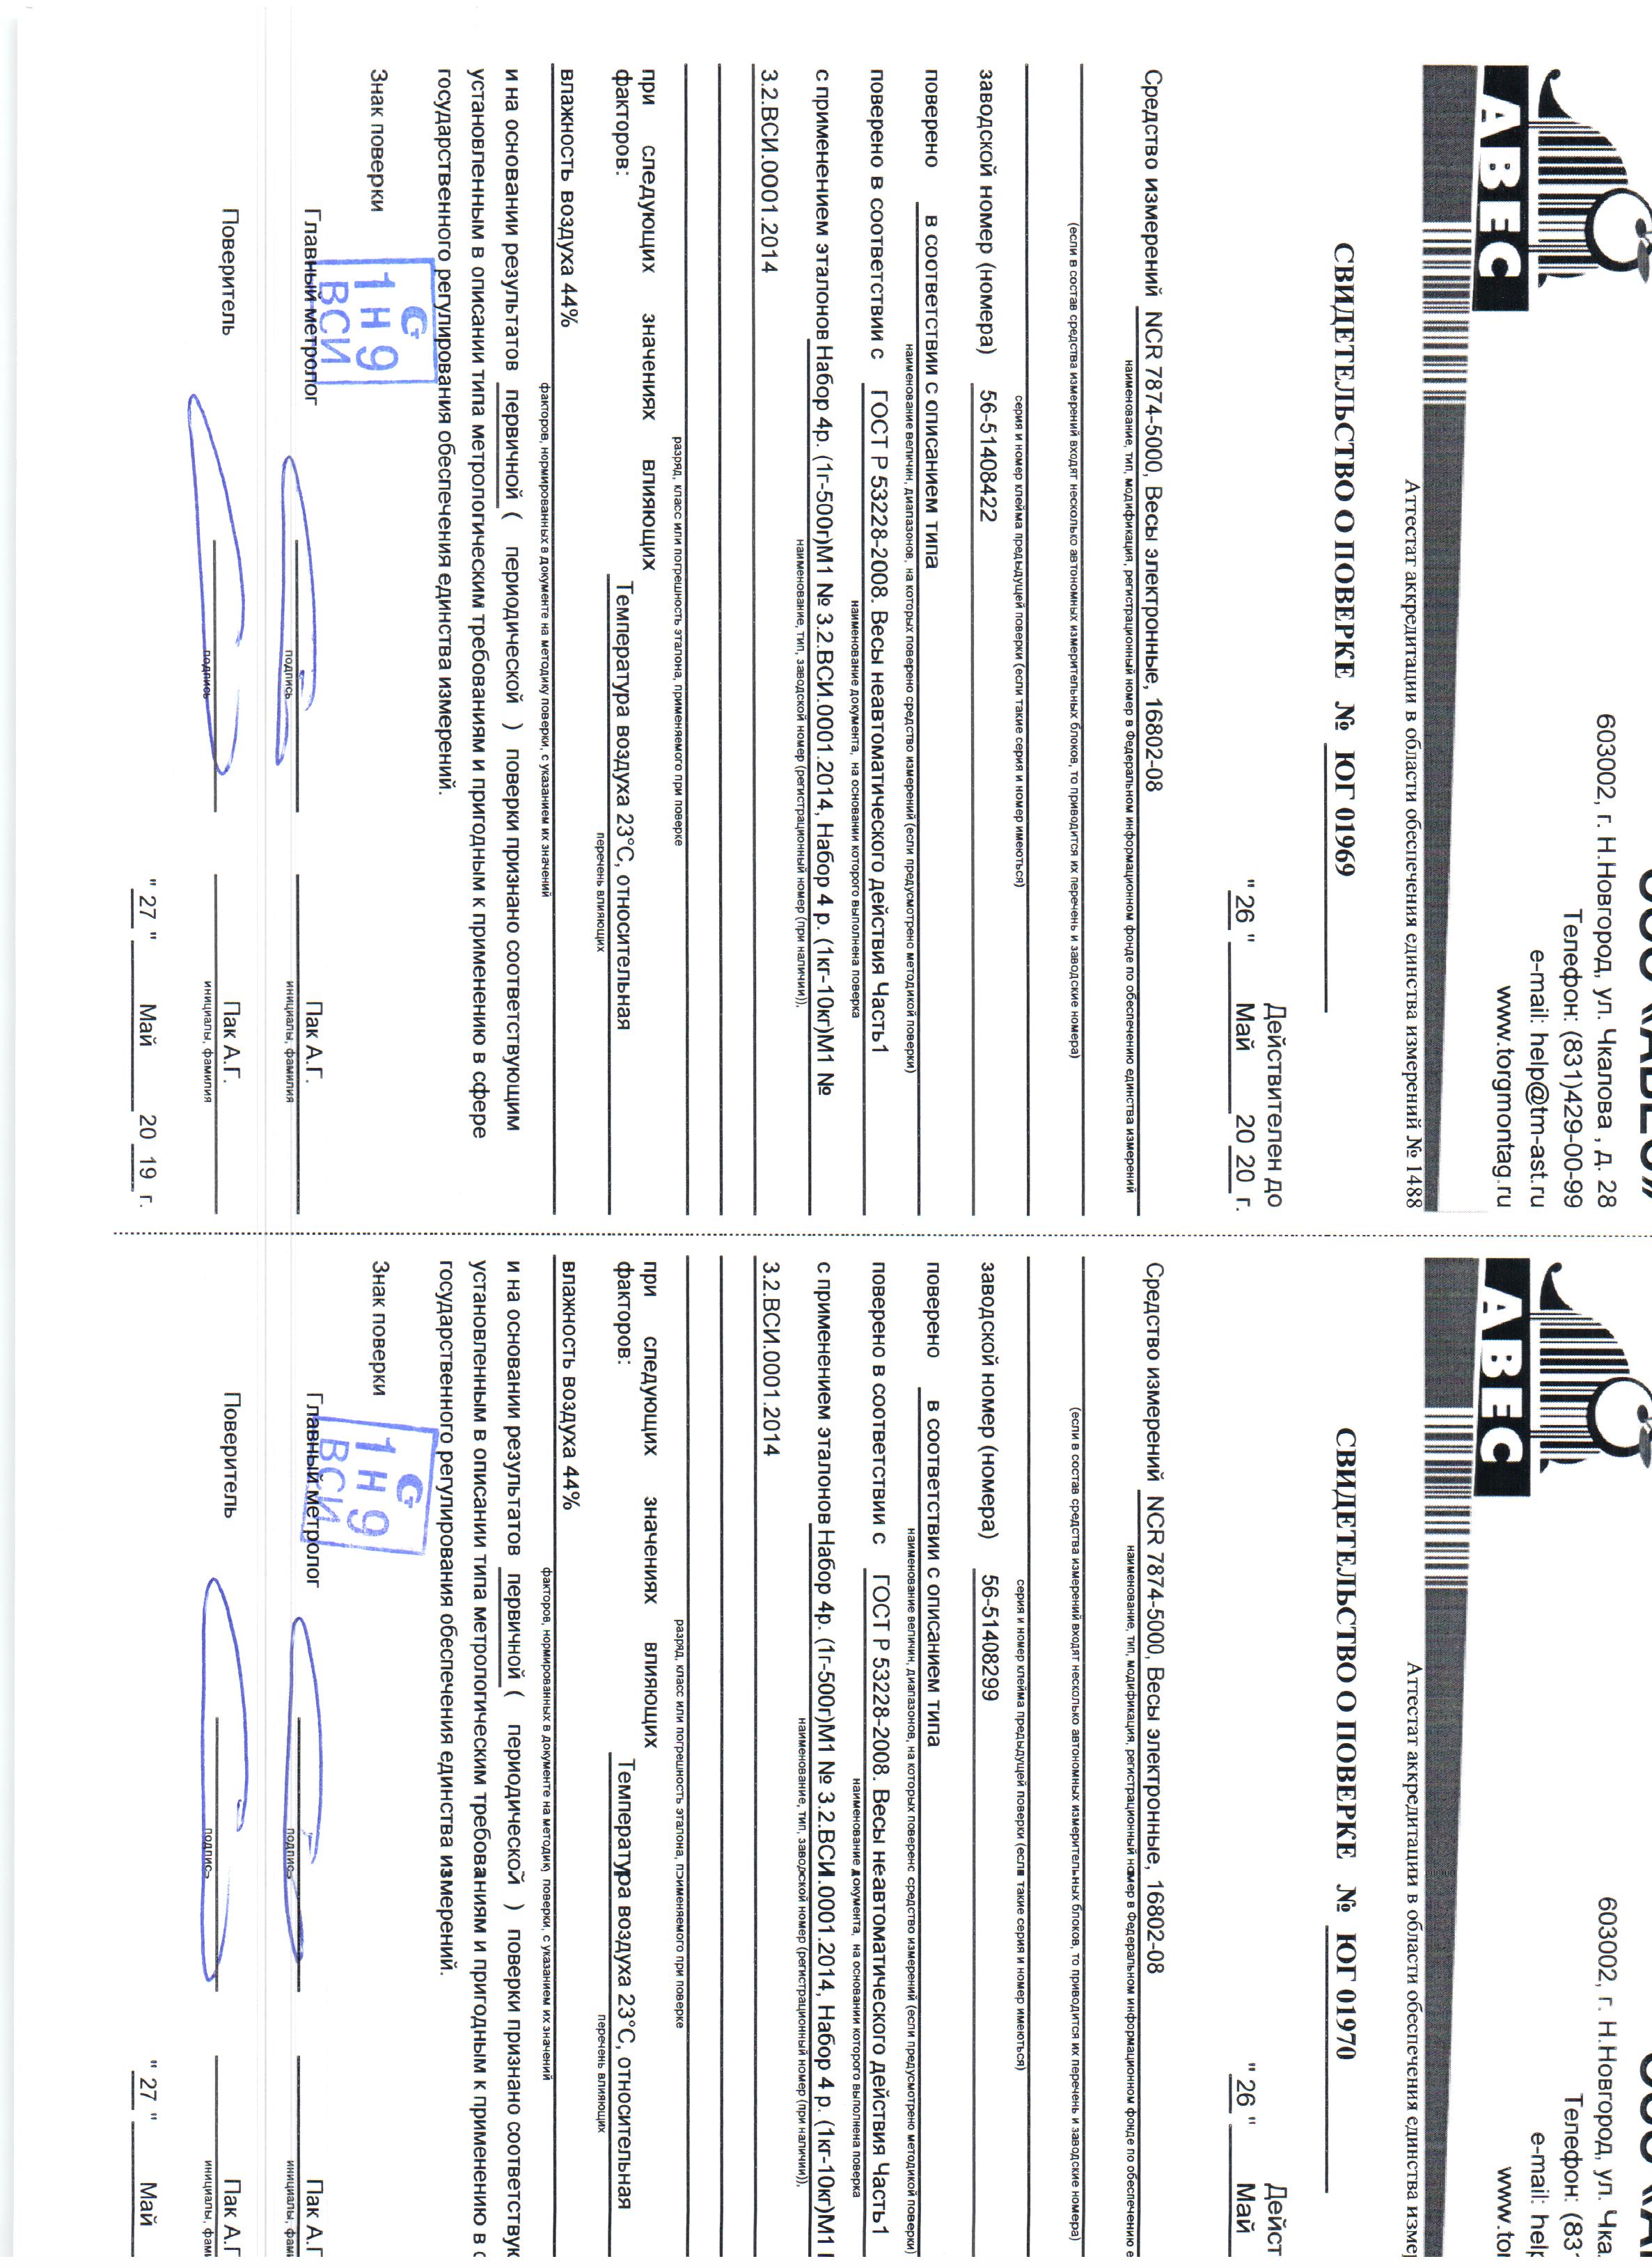 ООО «АВЕС»
603002, г. Н.Новгород, ул. Чкалова , д. 28
Телефон: (831)429-00-99
e-mail: help@tm-ast.ru
www.torgmontag.ru
АВЕС
Аттестат аккредитации в области обеспечения единства измерений № 1488
СВИДЕТЕЛЬСТВО О ПОВЕРКЕ № ЮГ 01969
Действителен до
" 26 " Май 20 20 г.
Средство измерений NCR 7874-5000, Весы электронные, 16802-08
наименование, тип, модификация, регистрационный номер в Федеральном информационном фонде по обеспечению единства измерений
(если в состав средства измерений входят несколько автономных измерительных блоков, то приводится их перечень и заводские номера)
серия и номер клейма предыдущей поверки (если такие серия и номер имеються)
заводской номер (номера) 56-51408422
поверено в соответствии с описанием типа
наименование величин, диапазонов, на которых поверено средство измерений (если предусмотрено методикой поверки)
поверено в соответствии с ГОСТ Р 53228-2008. Весы неавтоматического действия Часть1
наименование документа, на основании которого выполнена поверка
с применением эталонов Набор 4р. (1г-500г)М1 № 3.2.ВСИ.0001.2014, Набор 4 р. (1кг-10кг)М1 №
наименование, тип, заводской номер (регистрационный номер (при наличии)),
3.2.ВСИ.0001.2014
разряд, класс или погрешность эталона, применяемого при поверке
при следующих значениях влияющих
факторов: Температура воздуха 23°С, относительная
перечень влияющих
влажность воздуха 44%
факторов, нормированных в документе на методику поверки, с указанием их значений
и на основании результатов первичной ( периодической ) поверки признано соответствующим
установленным в описании типа метрологическим требованиям и пригодным к применению в сфере
государственного регулирования обеспечения единства измерений.
Знак поверки
1н9
ВСИ
Главный метролог Пак А.Г.
подпись инициалы, фамилия
Поверитель Пак А.Г.
подпись инициалы, фамилия
" 27 " Май 20 19 г.
603002, г. Н.Новгород, ул. Чка
Телефон: (83
e-mail: help
www.tor
АВЕС
Аттестат аккредитации в области обеспечения единства измер
СВИДЕТЕЛЬСТВО О ПОВЕРКЕ № ЮГ 01970
Дейст
" 26 " Май
Средство измерений NCR 7874-5000, Весы электронные, 16802-08
наименование, тип, модификация, регистрационный номер в Федеральном информационном фонде по обеспечению е
(если в состав средства измерений входят несколько автономных измерительных блоков, то приводится их перечень и заводские номера)
серия и номер клейма предыдущей поверки (если такие серия и номер имеються)
заводской номер (номера) 56-51408299
поверено в соответствии с описанием типа
наименование величин, диапазонов, на которых поверено средство измерений (если предусмотрено методикой поверки)
поверено в соответствии с ГОСТ Р 53228-2008. Весы неавтоматического действия Часть1
наименование документа, на основании которого выполнена поверка
с применением эталонов Набор 4р. (1г-500г)М1 № 3.2.ВСИ.0001.2014, Набор 4 р. (1кг-10кг)М1
наименование, тип, заводской номер (регистрационный номер (при наличии)),
3.2.ВСИ.0001.2014
разряд, класс или погрешность эталона, применяемого при поверке
при следующих значениях влияющих
факторов: Температура воздуха 23°С, относительная
перечень влияющих
влажность воздуха 44%
факторов, нормированных в документе на методику поверки, с указанием их значений
и на основании результатов первичной ( периодической ) поверки признано соответствую
установленным в описании типа метрологическим требованиям и пригодным к применению в с
государственного регулирования обеспечения единства измерений.
Знак поверки
1н9
ВСИ
Главный метролог Пак А.Г
подпись инициалы, фам
Поверитель Пак А.Г
подпись инициалы, фам
" 27 " Май